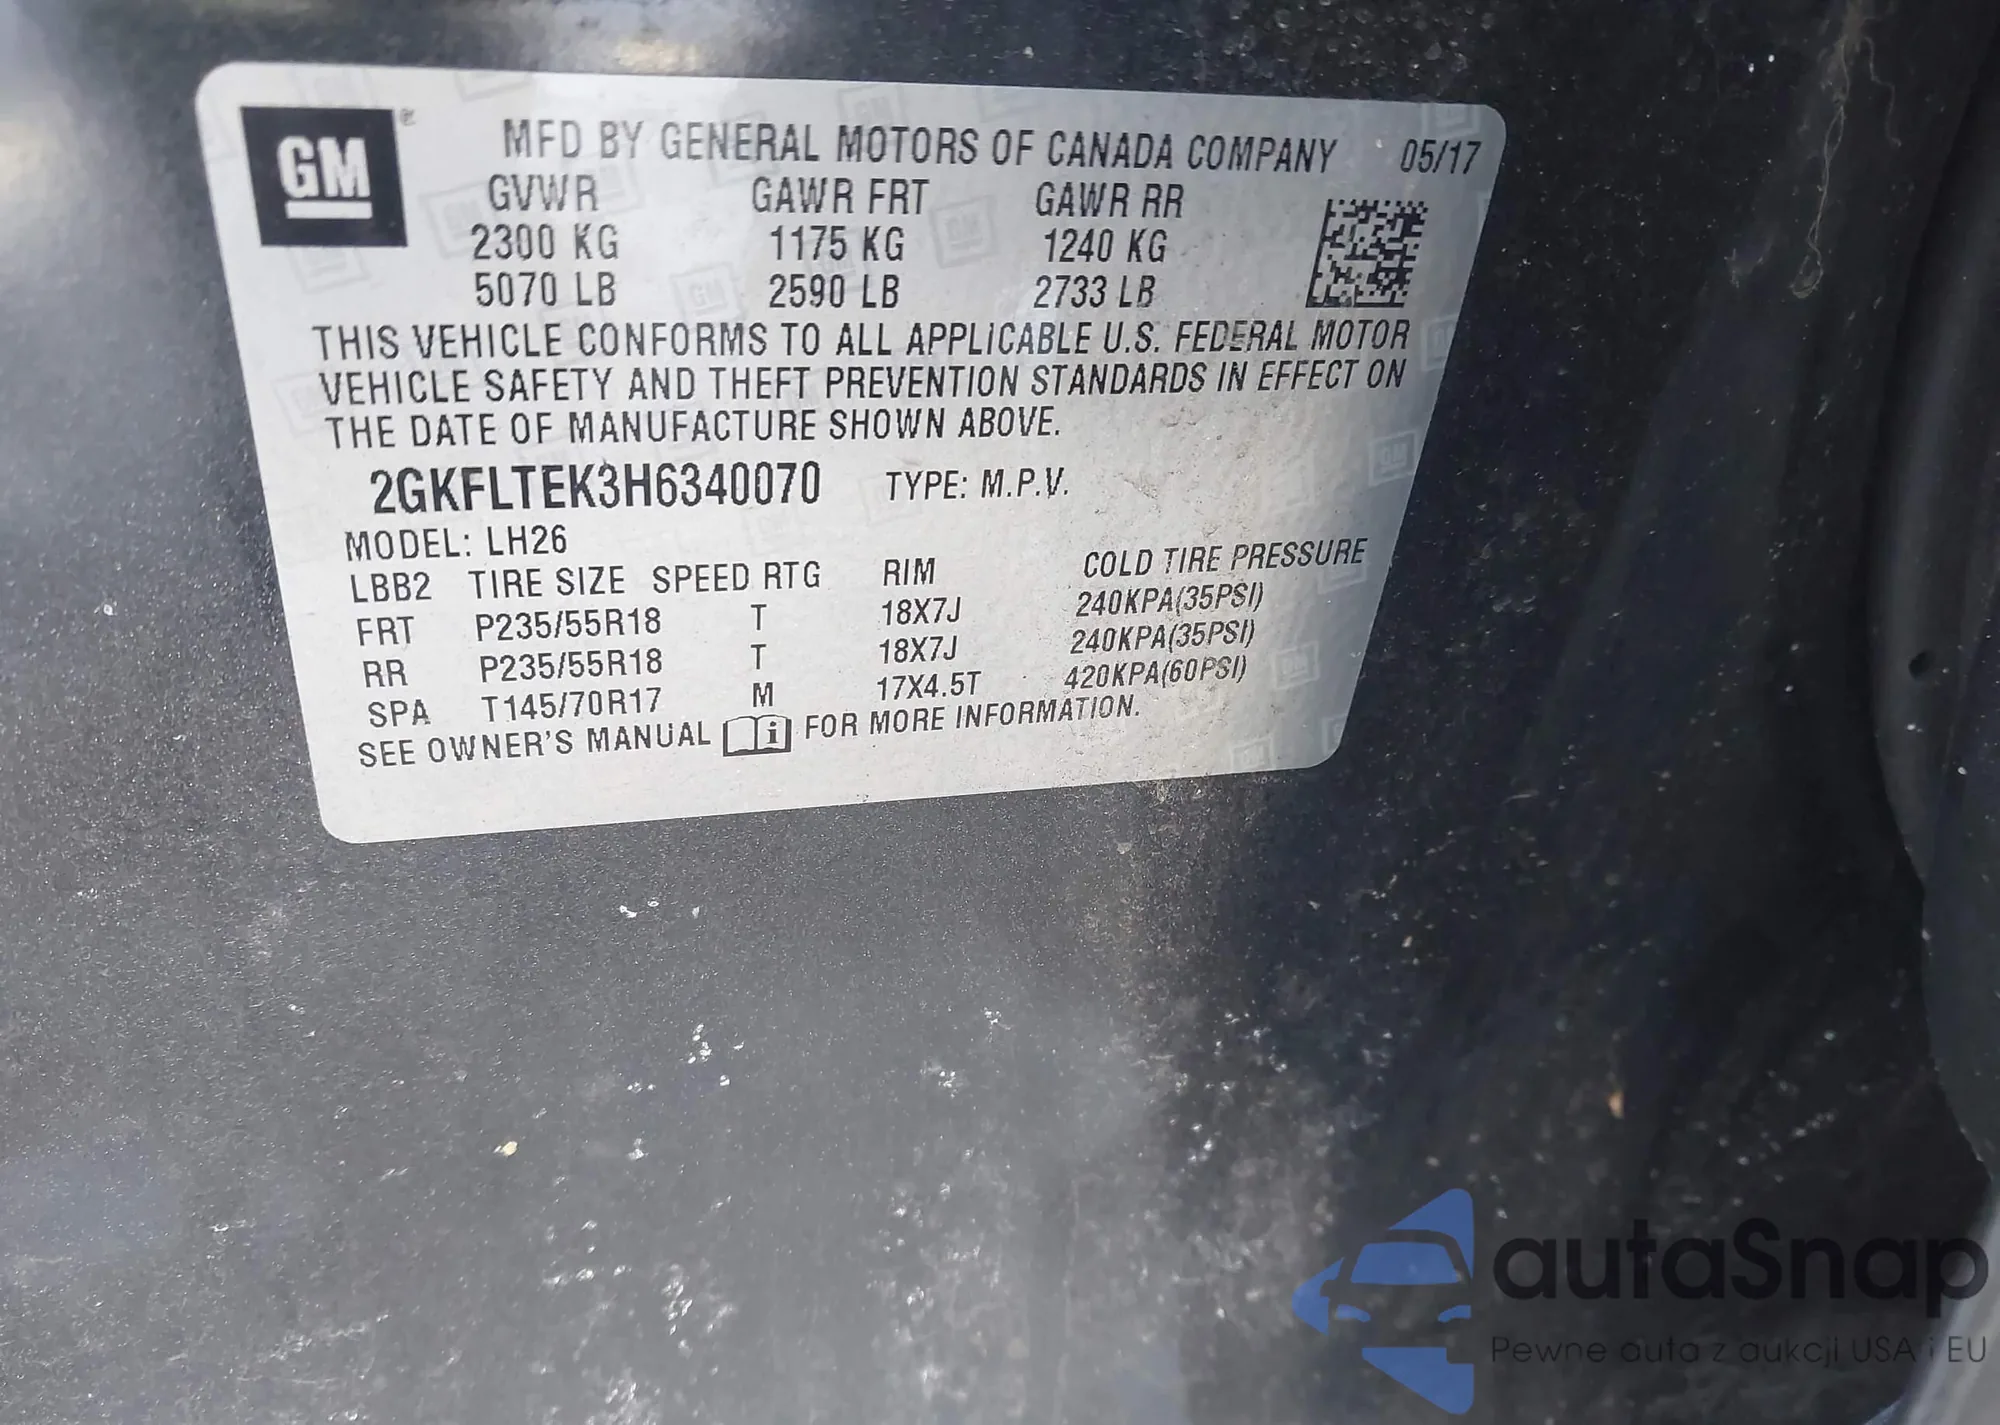 GM ®
MFD BY GENERAL MOTORS OF CANADA COMPANY 05/17
GVWR GAWR FRT GAWR RR
2300 KG 1175 KG 1240 KG
5070 LB 2590 LB 2733 LB
THIS VEHICLE CONFORMS TO ALL APPLICABLE U.S. FEDERAL MOTOR
VEHICLE SAFETY AND THEFT PREVENTION STANDARDS IN EFFECT ON
THE DATE OF MANUFACTURE SHOWN ABOVE.
2GKFLTEK3H6340070 TYPE: M.P.V.
MODEL: LH26
LBB2 TIRE SIZE SPEED RTG RIM COLD TIRE PRESSURE
FRT P235/55R18 T 18X7J 240KPA(35PSI)
RR P235/55R18 T 18X7J 240KPA(35PSI)
SPA T145/70R17 M 17X4.5T 420KPA(60PSI)
SEE OWNER'S MANUAL i FOR MORE INFORMATION.
autaSnap
Pewne auta z aukcji USA i EU